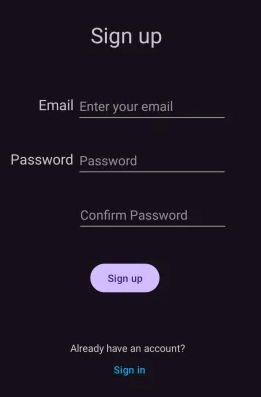 Sign up
Email Enter your email
Password Password
Confirm Password
Sign up
Already have an account?
Sign in